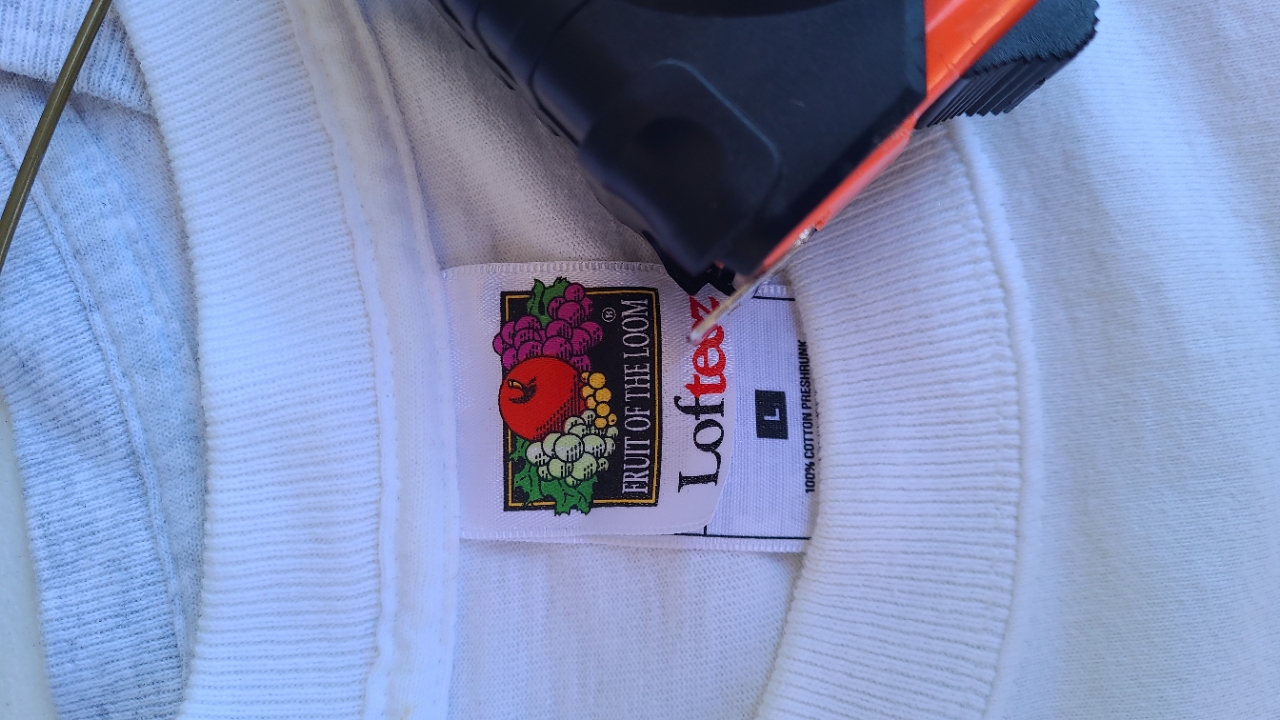 FRUIT OF THE LOOM ®
Lofteez
L
100% COTTON PRESHRUNK